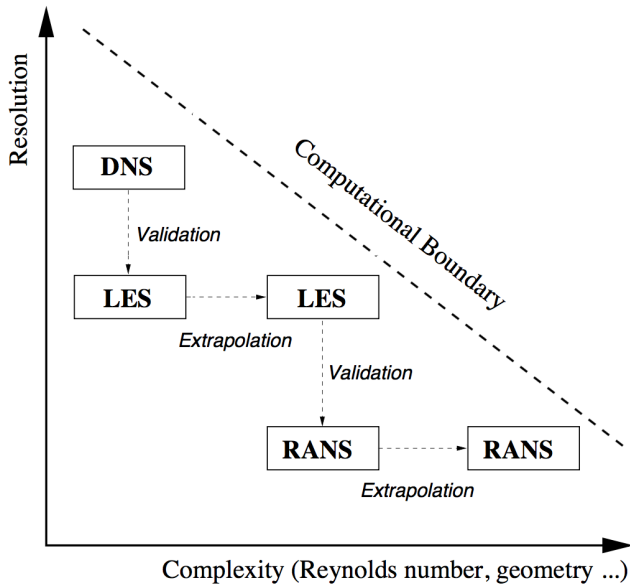 Resolution
DNS
Computational Boundary
Validation
LES
LES
Extrapolation
Validation
RANS
RANS
Extrapolation
Complexity (Reynolds number, geometry ...)